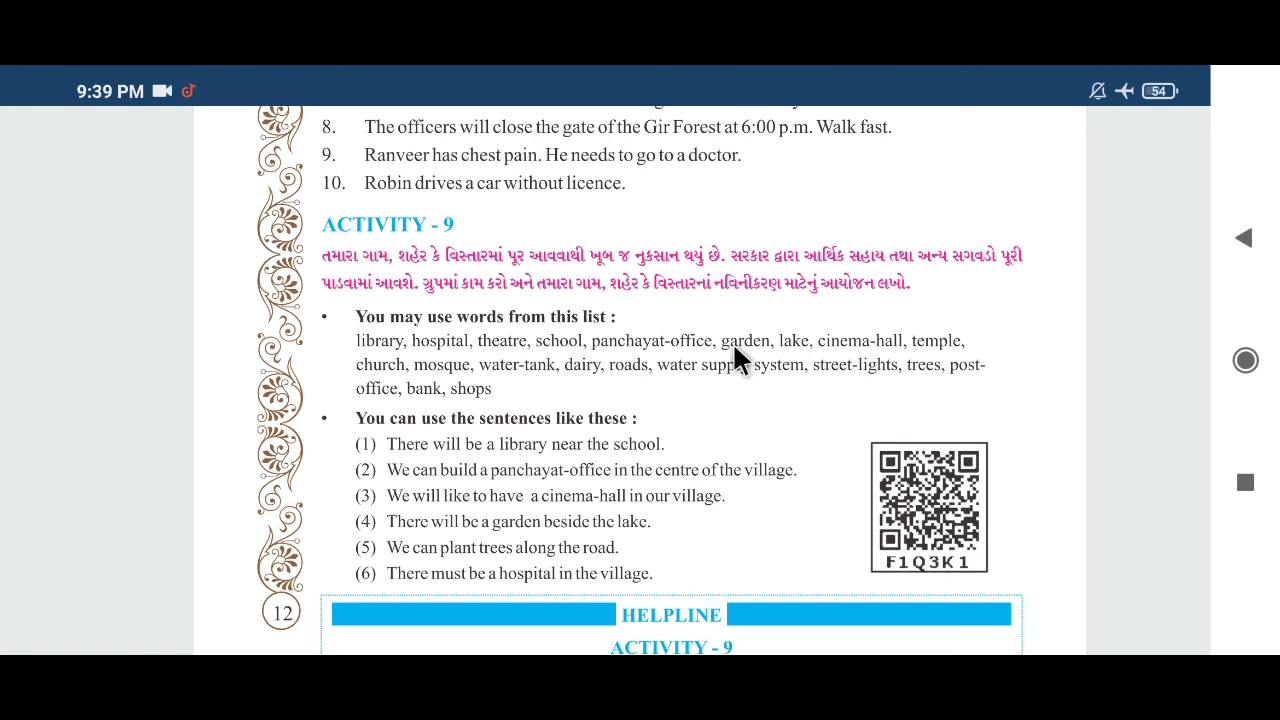 9:39 PM
54
8. The officers will close the gate of the Gir Forest at 6:00 p.m. Walk fast.
9. Ranveer has chest pain. He needs to go to a doctor.
10. Robin drives a car without licence.
ACTIVITY - 9
તમારા ગામ, શહેર કે વિસ્તારમાં પૂર આવવાથી ખૂબ જ નુકસાન થયું છે. સરકાર દ્વારા આર્થિક સહાય તથા અન્ય સગવડો પૂરી
પાડવામાં આવશે. ગ્રુપમાં કામ કરો અને તમારા ગામ, શહેર કે વિસ્તારનાં નવિનીકરણ માટેનું આયોજન લખો.
• You may use words from this list :
library, hospital, theatre, school, panchayat-office, garden, lake, cinema-hall, temple,
church, mosque, water-tank, dairy, roads, water supply system, street-lights, trees, post-
office, bank, shops
• You can use the sentences like these :
(1) There will be a library near the school.
(2) We can build a panchayat-office in the centre of the village.
(3) We will like to have a cinema-hall in our village.
(4) There will be a garden beside the lake.
(5) We can plant trees along the road.
(6) There must be a hospital in the village.
F1Q3K1
12
HELPLINE
ACTIVITY - 9